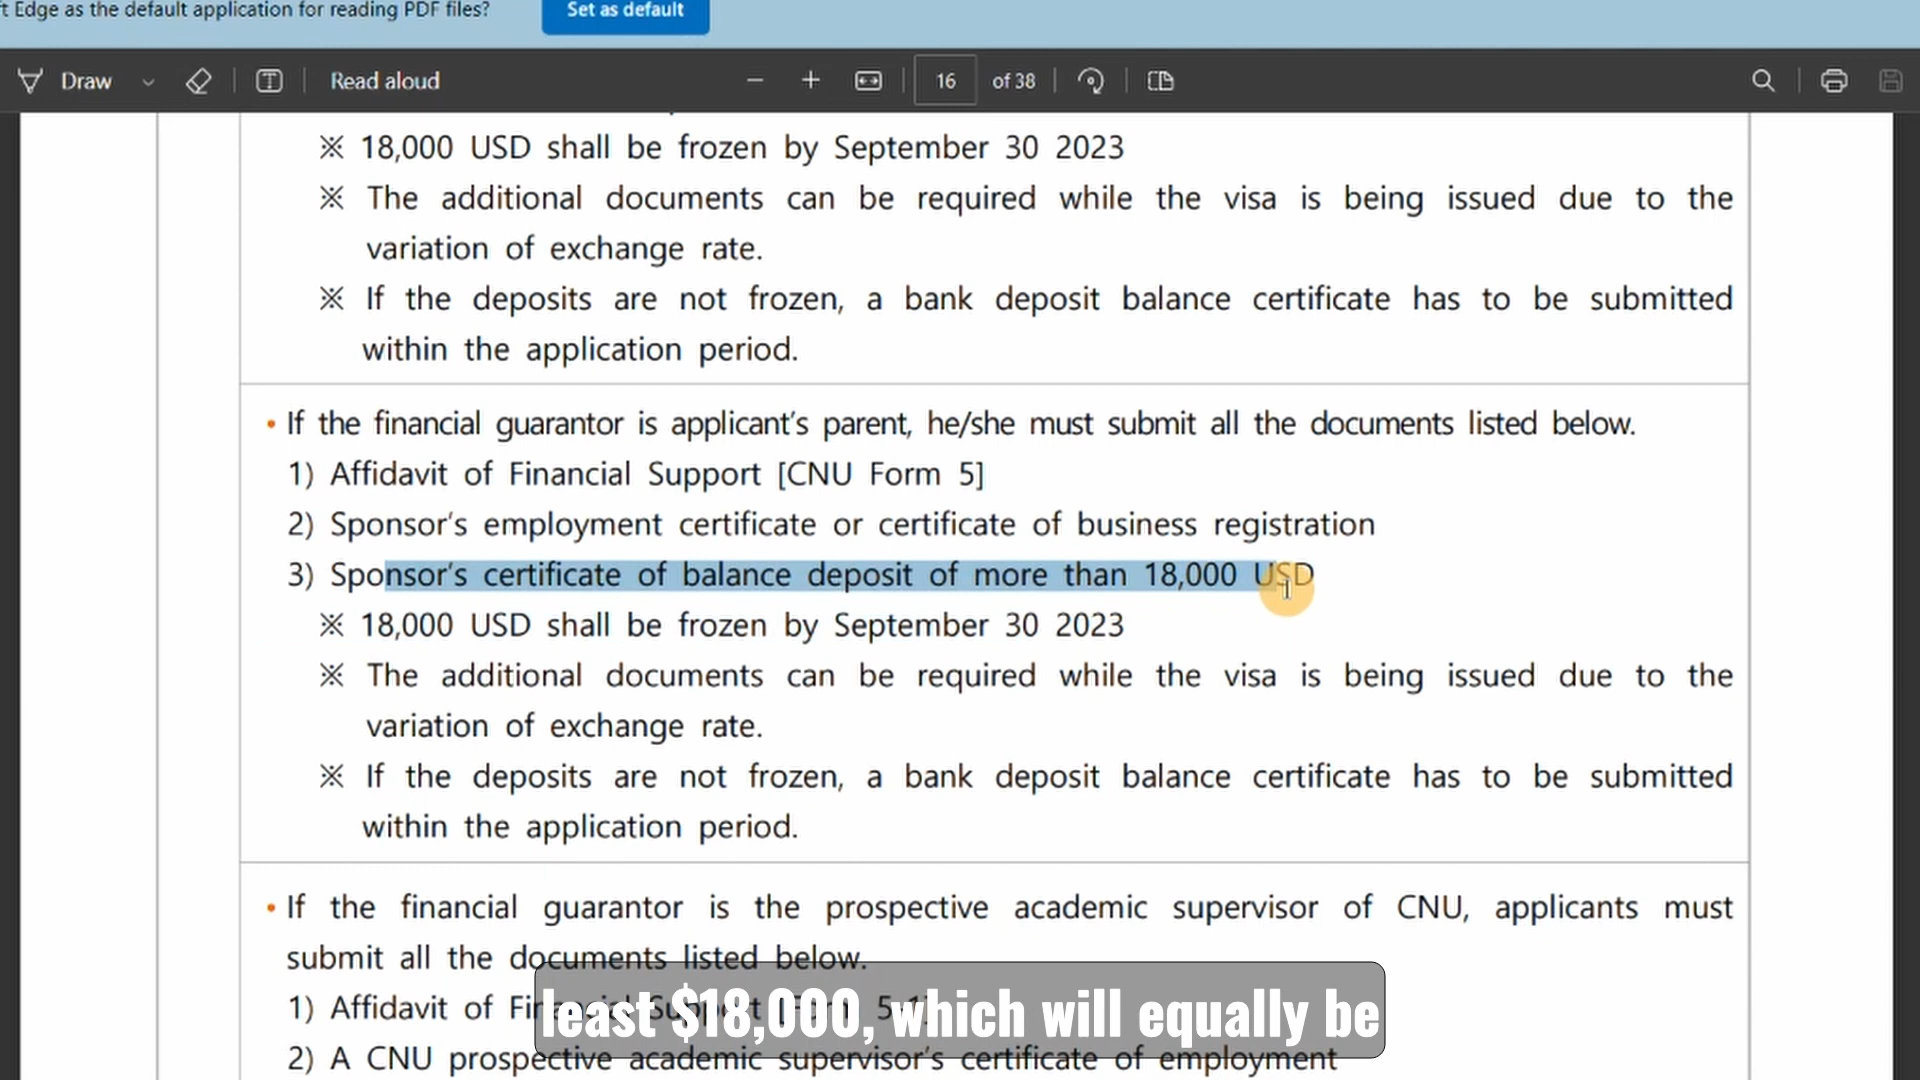 t Edge as the default application for reading PDF files?
Set as default
Draw
Read aloud
16 of 38
※ 18,000 USD shall be frozen by September 30 2023
※ The additional documents can be required while the visa is being issued due to the
variation of exchange rate.
※ If the deposits are not frozen, a bank deposit balance certificate has to be submitted
within the application period.
• If the financial guarantor is applicant's parent, he/she must submit all the documents listed below.
1) Affidavit of Financial Support [CNU Form 5]
2) Sponsor's employment certificate or certificate of business registration
3) Sponsor's certificate of balance deposit of more than 18,000 USD
※ 18,000 USD shall be frozen by September 30 2023
※ The additional documents can be required while the visa is being issued due to the
variation of exchange rate.
※ If the deposits are not frozen, a bank deposit balance certificate has to be submitted
within the application period.
• If the financial guarantor is the prospective academic supervisor of CNU, applicants must
submit all the documents listed below.
1) Affidavit of Financial Support
least $18,000, which will equally be
2) A CNU prospective academic supervisor's certificate of employment